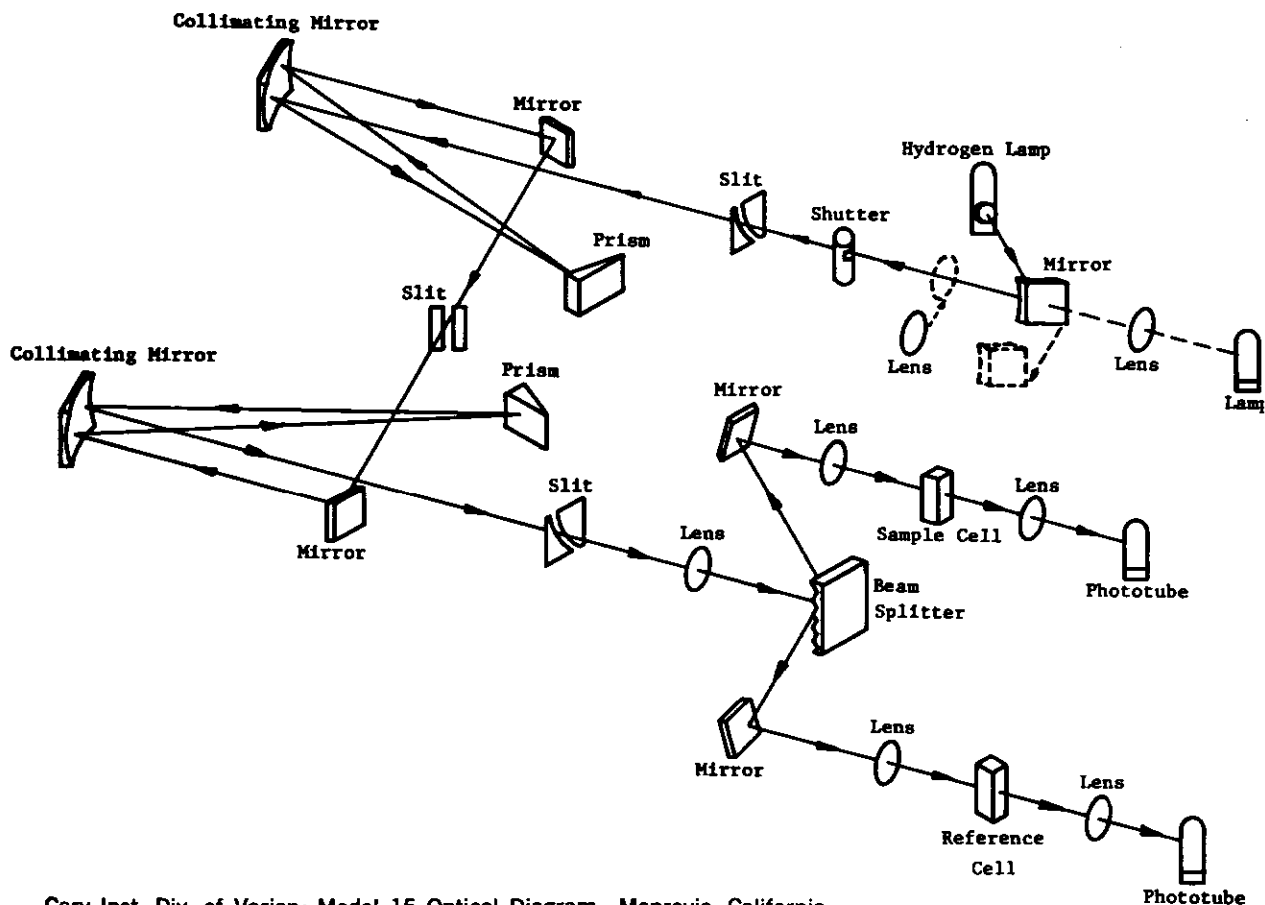 Collimating Mirror
Mirror
Hydrogen Lamp
Slit
Shutter
Prism
Mirror
Slit
Lens
Lens
Lamp
Collimating Mirror
Prism
Mirror
Lens
Slit
Lens
Sample Cell
Mirror
Lens
Beam
Splitter
Phototube
Lens
Mirror
Lens
Reference
Cell
Phototube
Cary Inst. Div. of Varian, Model 15 Optical Diagram, Monrovia, California